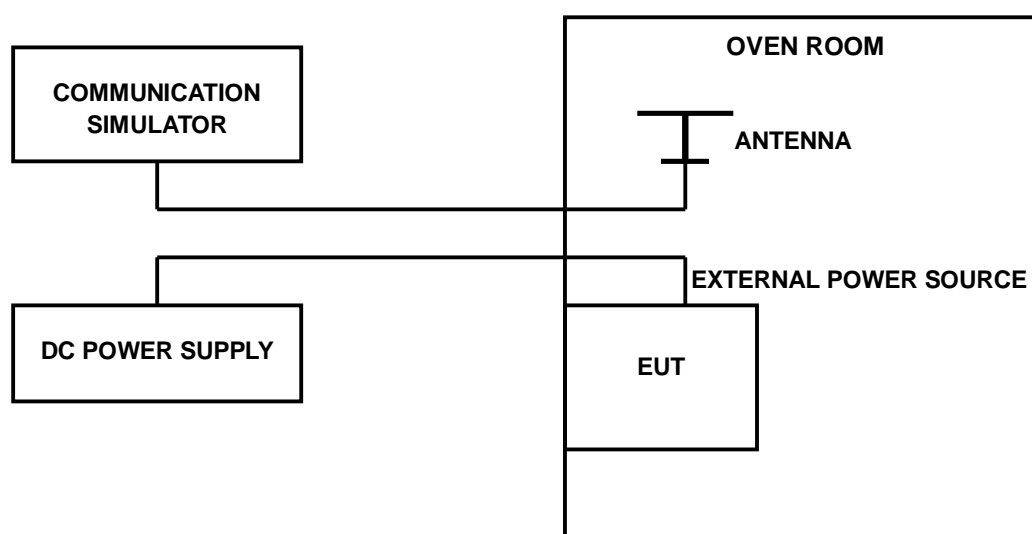 OVEN ROOM
COMMUNICATION
SIMULATOR
ANTENNA
EXTERNAL POWER SOURCE
DC POWER SUPPLY
EUT